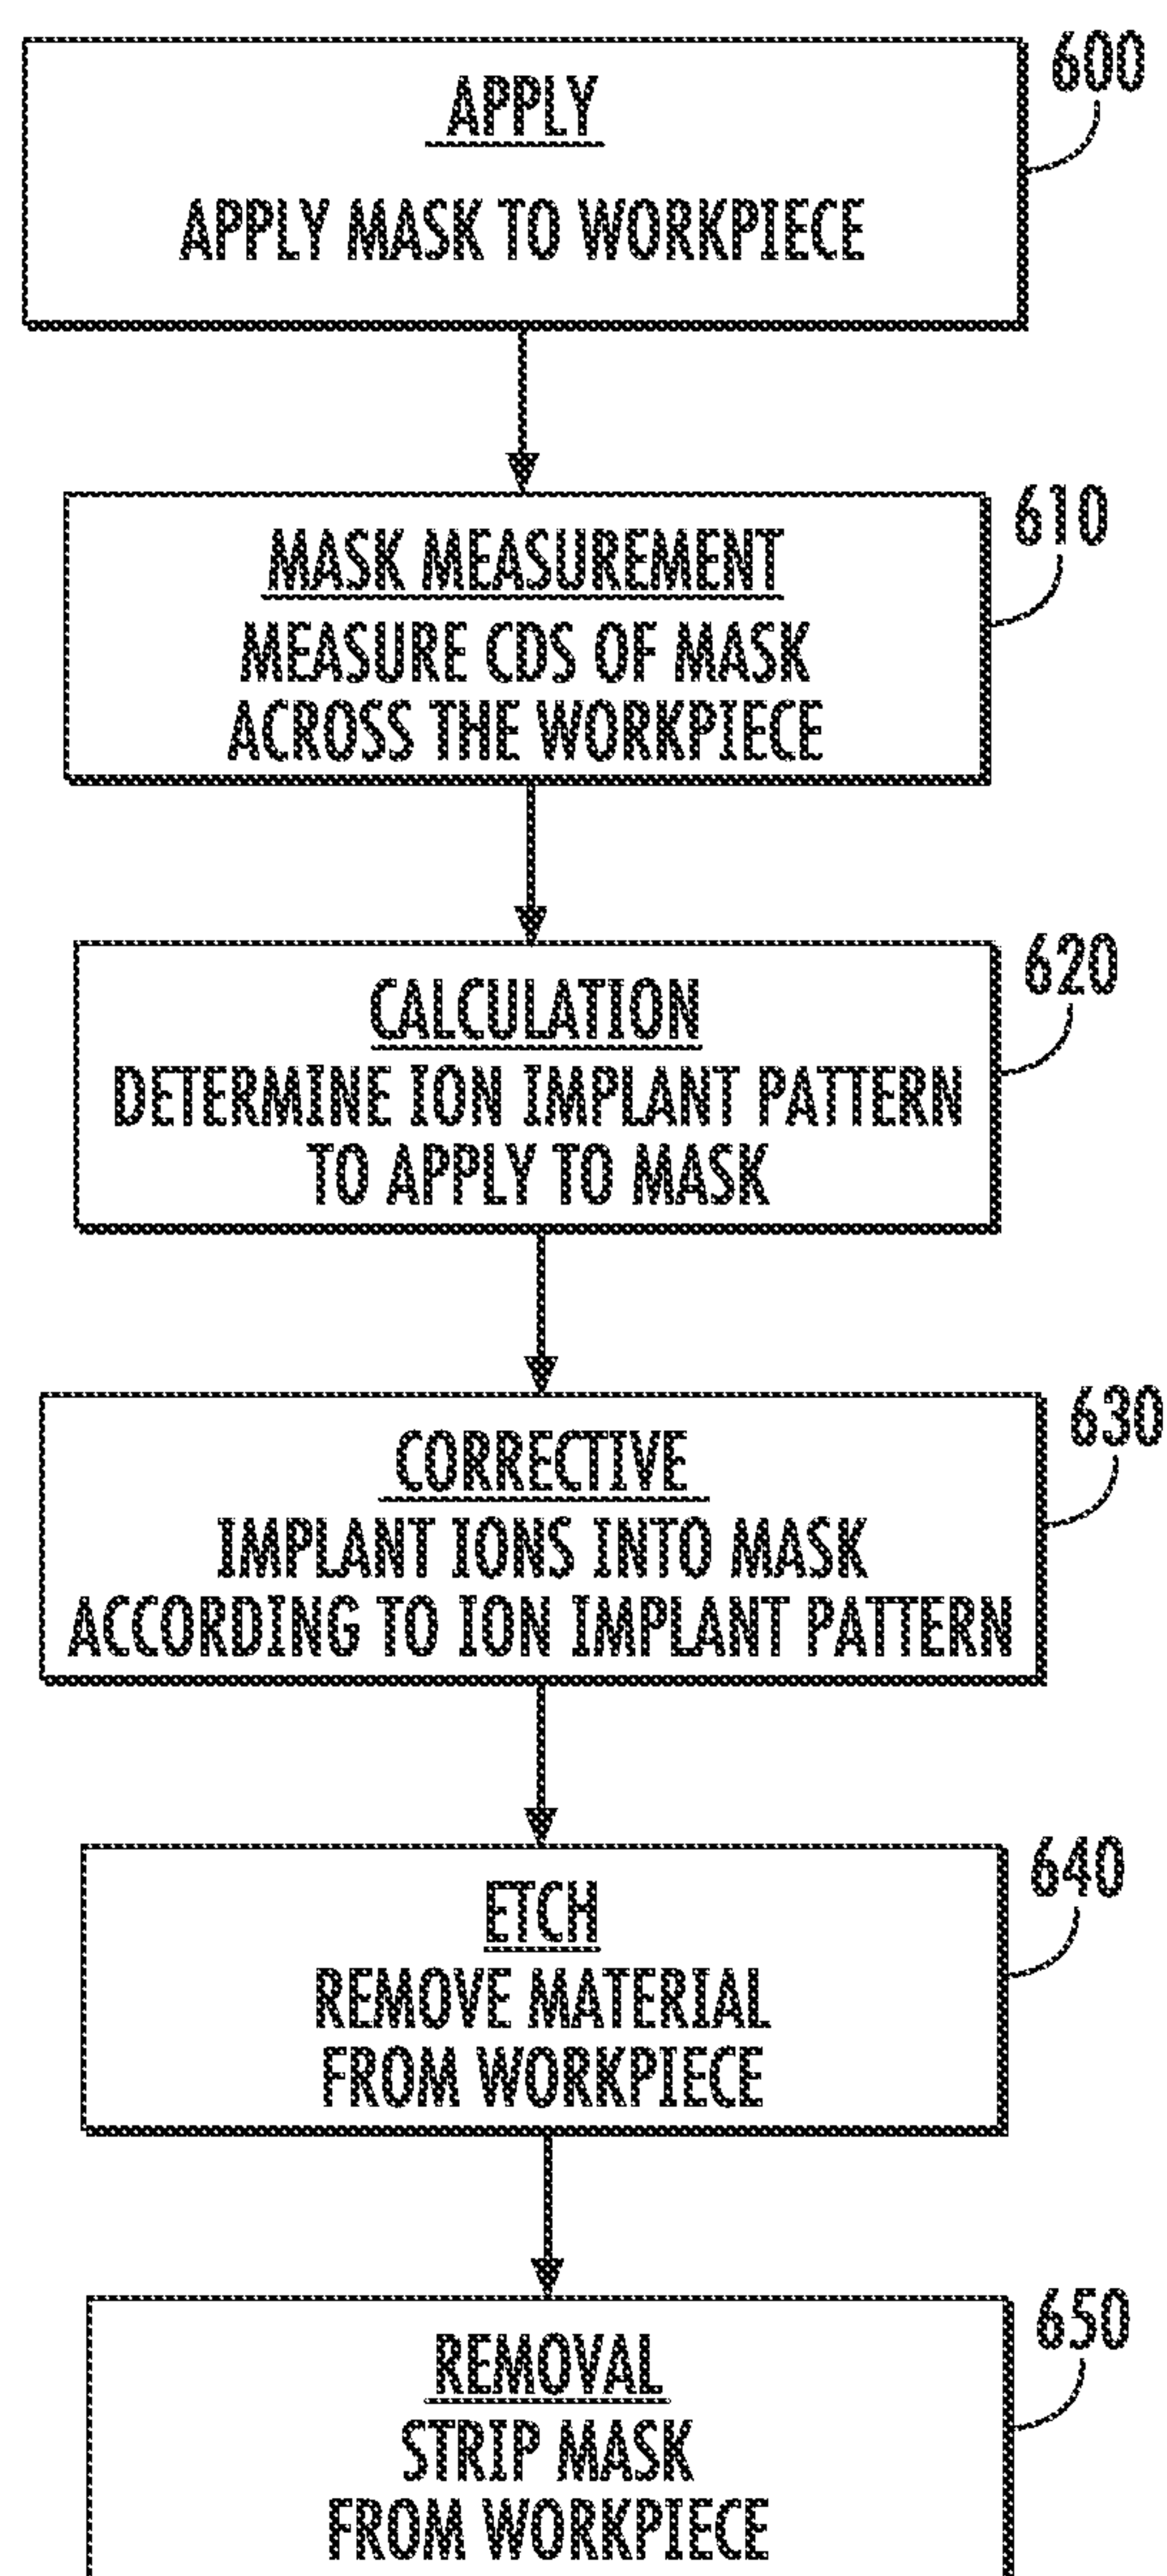 600
APPLY
APPLY MASK TO WORKPIECE
610
MASK MEASUREMENT
MEASURE CDS OF MASK
ACROSS THE WORKPIECE
620
CALCULATION
DETERMINE ION IMPLANT PATTERN
TO APPLY TO MASK
630
CORRECTIVE
IMPLANT IONS INTO MASK
ACCORDING TO ION IMPLANT PATTERN
640
ETCH
REMOVE MATERIAL
FROM WORKPIECE
650
REMOVAL
STRIP MASK
FROM WORKPIECE